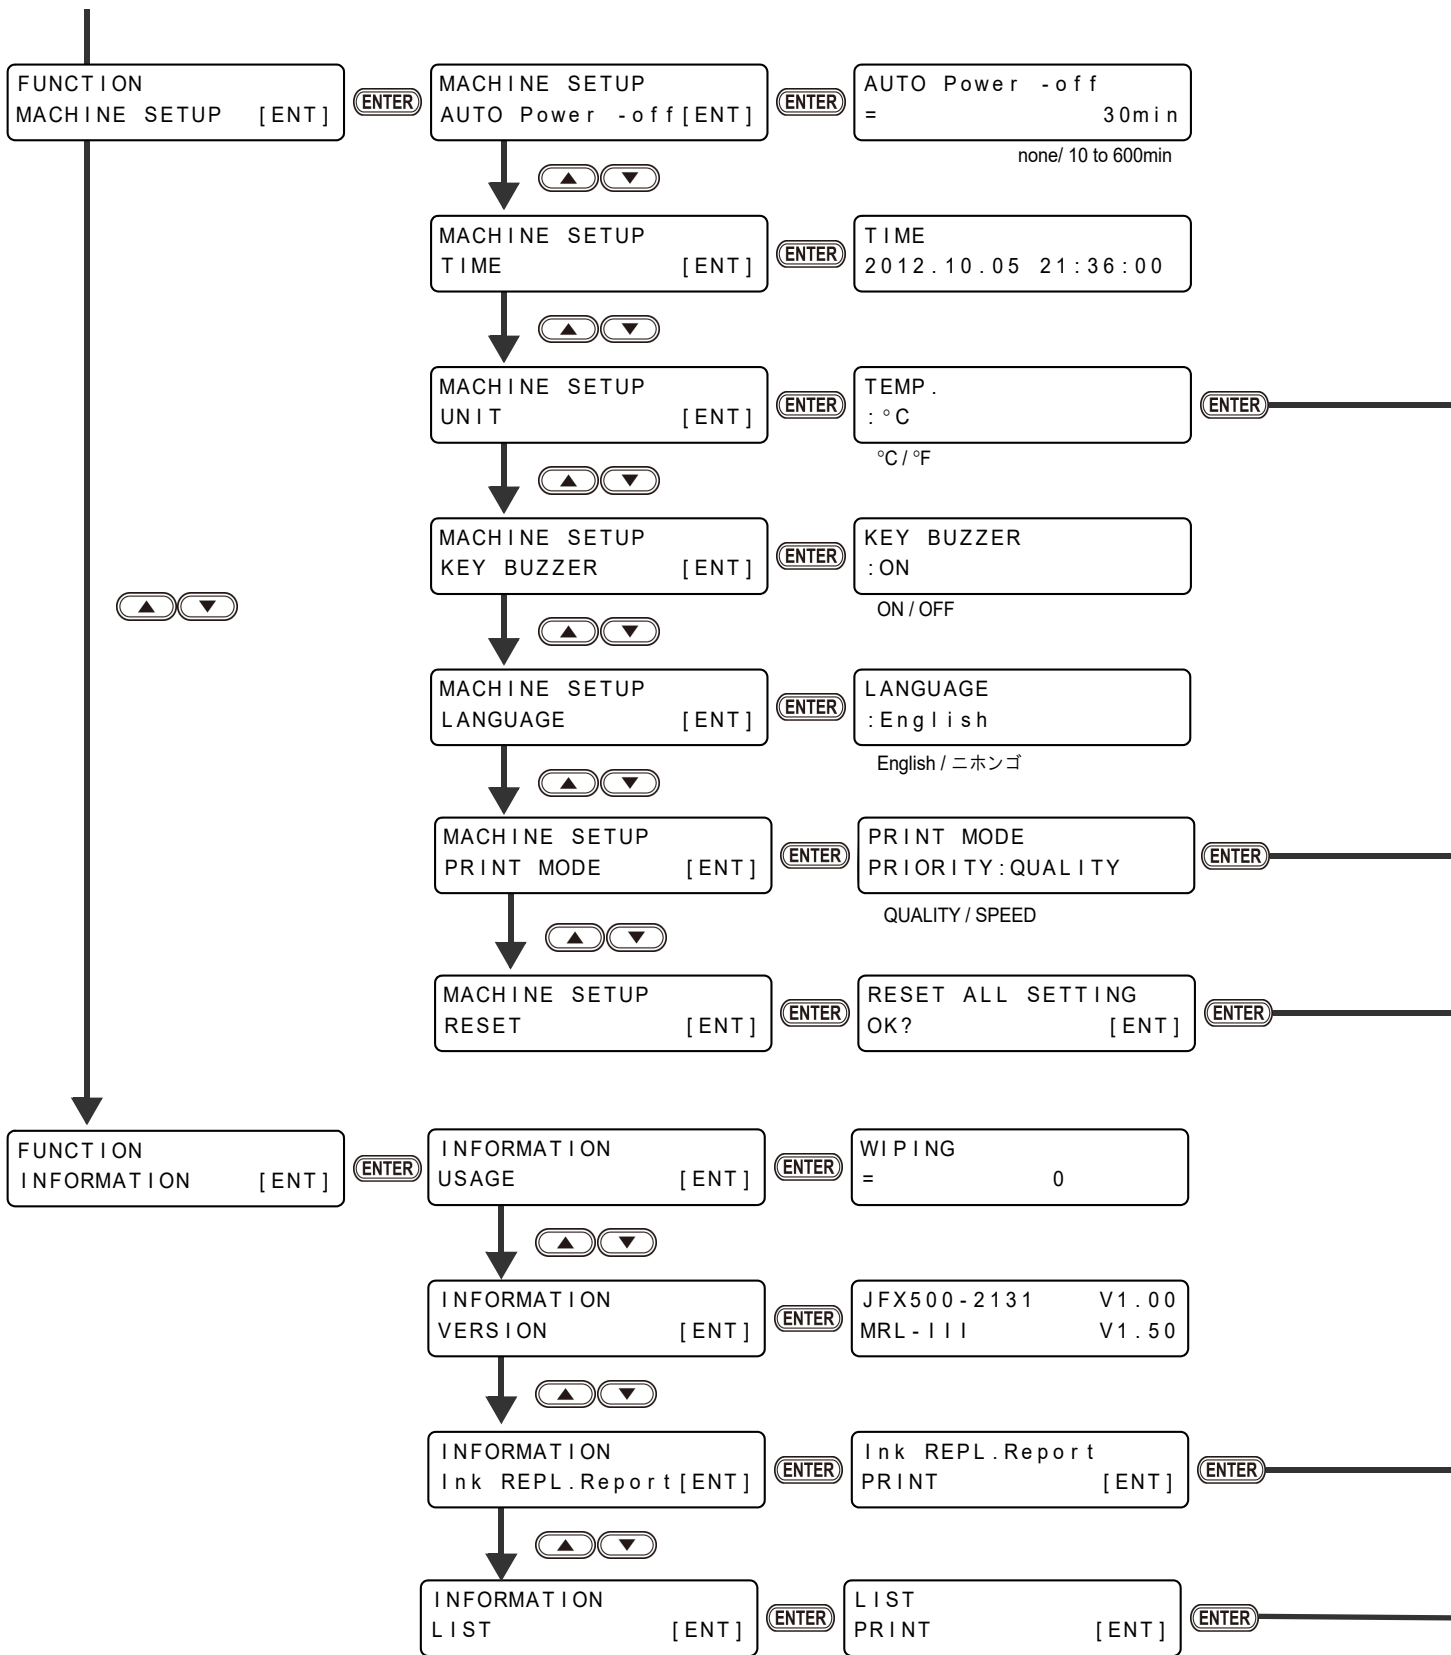 FUNCTION
MACHINE SETUP [ENT]
ENTER
MACHINE SETUP
AUTO Power -off[ENT]
ENTER
AUTO Power -off
= 30min
none/ 10 to 600min
MACHINE SETUP
TIME [ENT]
ENTER
TIME
2012.10.05 21:36:00
MACHINE SETUP
UNIT [ENT]
ENTER
TEMP.
:°C
ENTER
°C / °F
MACHINE SETUP
KEY BUZZER [ENT]
ENTER
KEY BUZZER
:ON
ON / OFF
MACHINE SETUP
LANGUAGE [ENT]
ENTER
LANGUAGE
:English
English / ニホンゴ
MACHINE SETUP
PRINT MODE [ENT]
ENTER
PRINT MODE
PRIORITY:QUALITY
ENTER
QUALITY / SPEED
MACHINE SETUP
RESET [ENT]
ENTER
RESET ALL SETTING
OK? [ENT]
ENTER
FUNCTION
INFORMATION [ENT]
ENTER
INFORMATION
USAGE [ENT]
ENTER
WIPING
= 0
INFORMATION
VERSION [ENT]
ENTER
JFX500-2131 V1.00
MRL-III V1.50
INFORMATION
Ink REPL.Report[ENT]
ENTER
Ink REPL.Report
PRINT [ENT]
ENTER
INFORMATION
LIST [ENT]
ENTER
LIST
PRINT [ENT]
ENTER